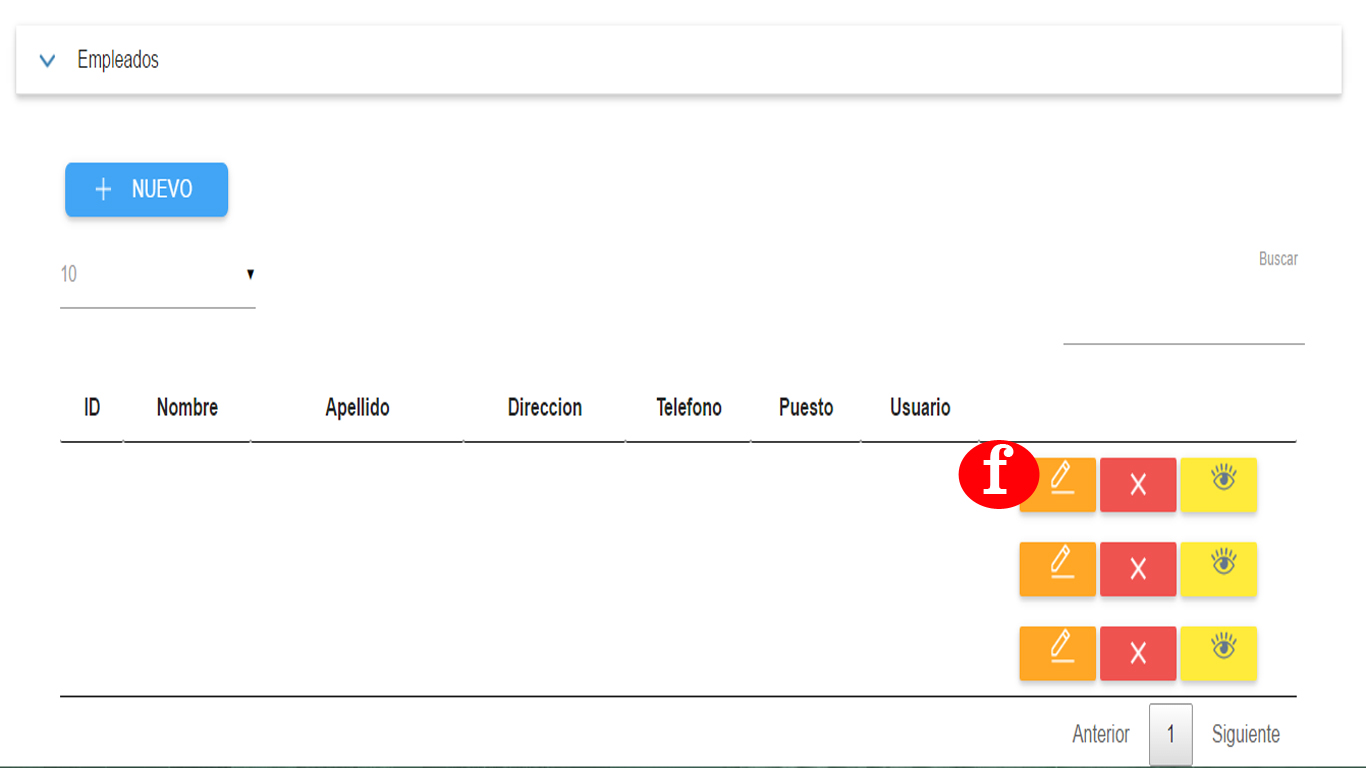 Empleados
+ NUEVO
10
Buscar
ID Nombre Apellido Direccion Telefono Puesto Usuario
f
Anterior 1 Siguiente